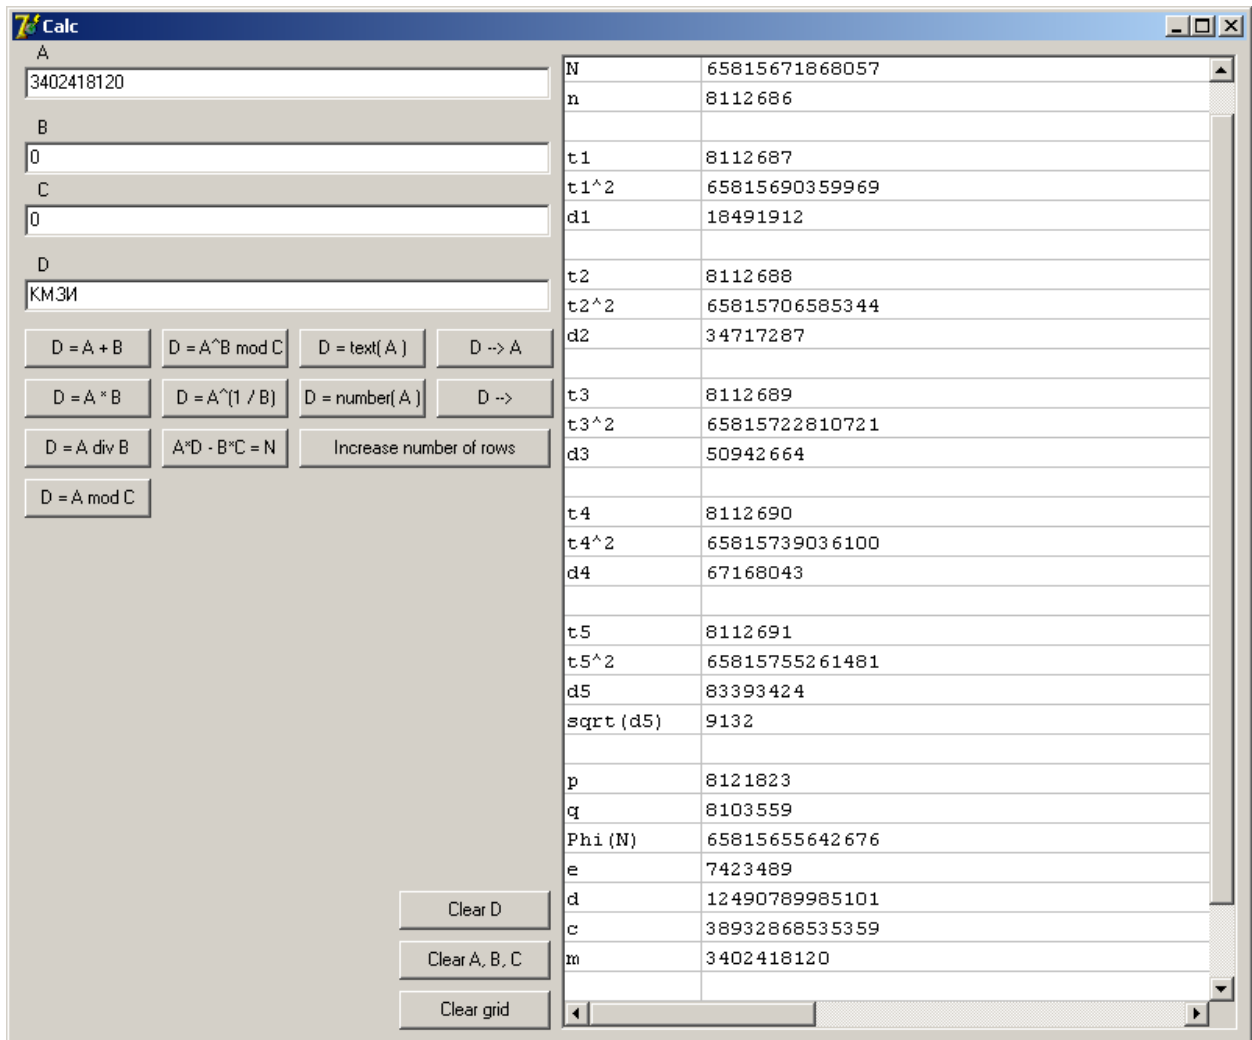 Calc
A
3402418120
B
0
C
0
D
КМЗИ
D = A + B
D = A^B mod C
D = text( A )
D --> A
D = A * B
D = A^(1 / B)
D = number( A )
D -->
D = A div B
A*D - B*C = N
Increase number of rows
D = A mod C
Clear D
Clear A, B, C
Clear grid
N 65815671868057
n 8112686
t1 8112687
t1^2 65815690359969
d1 18491912
t2 8112688
t2^2 65815706585344
d2 34717287
t3 8112689
t3^2 65815722810721
d3 50942664
t4 8112690
t4^2 65815739036100
d4 67168043
t5 8112691
t5^2 65815755261481
d5 83393424
sqrt(d5) 9132
p 8121823
q 8103559
Phi(N) 65815655642676
e 7423489
d 12490789985101
c 38932868535359
m 3402418120